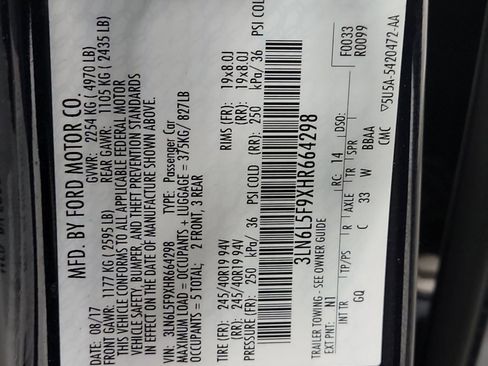 MFD BY FORD MOTOR CO.
DATE: 08/17 GVWR: 2254 KG ( 4970 LB)
FRONT GAWR: 1177 KG ( 2595 LB) REAR GAWR: 1105 KG ( 2435 LB)
THIS VEHICLE CONFORMS TO ALL APPLICABLE FEDERAL MOTOR
VEHICLE SAFETY, BUMPER, AND THEFT PREVENTION STANDARDS
IN EFFECT ON THE DATE OF MANUFACTURE SHOWN ABOVE.
VIN: 3LN6L5F9XHR664298 TYPE: Passenger Car
MAXIMUM LOAD = OCCUPANTS + LUGGAGE = 375KG/ 827LB
OCCUPANTS = 5 TOTAL, 2 FRONT, 3 REAR
TIRE (FR): 245/40R19 94V RIMS (FR): 19x8.0J
(RR): 245/40R19 94V (RR): 19x8.0J
PRESSURE (FR): 250 kPa/ 36 PSI COLD (RR): 250 kPa/ 36 PSI COLD
3LN6L5F9XHR664298
TRAILER TOWING - SEE OWNER GUIDE F0033
EXT PNT: N1 RC: 14 DSO: R0099
INT TR TP/PS R AXLE TR SPR
GQ C 33 W BBAA
CMC ▽5U5A-5420472-AA